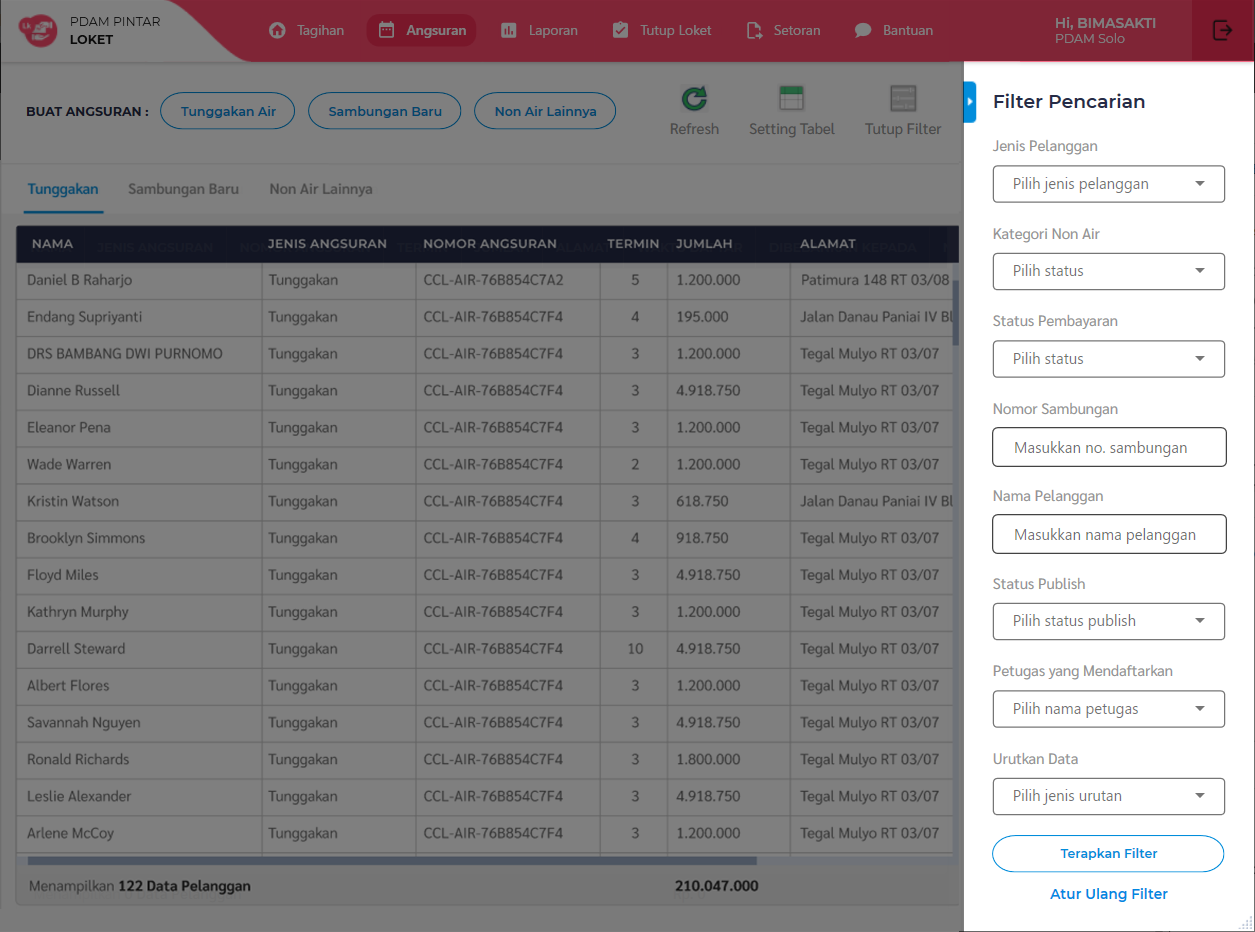 PDAM PINTAR
LOKET
Tagihan
Angsuran
Laporan
Tutup Loket
Setoran
Bantuan
Hi, BIMASAKTI
PDAM Solo
BUAT ANGSURAN :
Tunggakan Air
Sambungan Baru
Non Air Lainnya
Refresh
Setting Tabel
Tutup Filter
Tunggakan
Sambungan Baru
Non Air Lainnya
NAMA JENIS ANGSURAN NOMOR ANGSURAN TERMIN JUMLAH ALAMAT
Daniel B Raharjo Tunggakan CCL-AIR-76B854C7A2 5 1.200.000 Patimura 148 RT 03/08
Endang Supriyanti Tunggakan CCL-AIR-76B854C7F4 4 195.000 Jalan Danau Paniai IV Bl
DRS BAMBANG DWI PURNOMO Tunggakan CCL-AIR-76B854C7F4 3 1.200.000 Tegal Mulyo RT 03/07
Dianne Russell Tunggakan CCL-AIR-76B854C7F4 3 4.918.750 Tegal Mulyo RT 03/07
Eleanor Pena Tunggakan CCL-AIR-76B854C7F4 3 1.200.000 Tegal Mulyo RT 03/07
Wade Warren Tunggakan CCL-AIR-76B854C7F4 2 1.200.000 Tegal Mulyo RT 03/07
Kristin Watson Tunggakan CCL-AIR-76B854C7F4 3 618.750 Jalan Danau Paniai IV Bl
Brooklyn Simmons Tunggakan CCL-AIR-76B854C7F4 4 918.750 Tegal Mulyo RT 03/07
Floyd Miles Tunggakan CCL-AIR-76B854C7F4 3 4.918.750 Tegal Mulyo RT 03/07
Kathryn Murphy Tunggakan CCL-AIR-76B854C7F4 3 1.200.000 Tegal Mulyo RT 03/07
Darrell Steward Tunggakan CCL-AIR-76B854C7F4 10 4.918.750 Tegal Mulyo RT 03/07
Albert Flores Tunggakan CCL-AIR-76B854C7F4 3 1.200.000 Tegal Mulyo RT 03/07
Savannah Nguyen Tunggakan CCL-AIR-76B854C7F4 3 4.918.750 Tegal Mulyo RT 03/07
Ronald Richards Tunggakan CCL-AIR-76B854C7F4 3 1.800.000 Tegal Mulyo RT 03/07
Leslie Alexander Tunggakan CCL-AIR-76B854C7F4 3 4.918.750 Tegal Mulyo RT 03/07
Arlene McCoy Tunggakan CCL-AIR-76B854C7F4 3 1.200.000 Tegal Mulyo RT 03/07
Menampilkan 122 Data Pelanggan 210.047.000
Filter Pencarian
Jenis Pelanggan
Pilih jenis pelanggan
Kategori Non Air
Pilih status
Status Pembayaran
Pilih status
Nomor Sambungan
Masukkan no. sambungan
Nama Pelanggan
Masukkan nama pelanggan
Status Publish
Pilih status publish
Petugas yang Mendaftarkan
Pilih nama petugas
Urutkan Data
Pilih jenis urutan
Terapkan Filter
Atur Ulang Filter